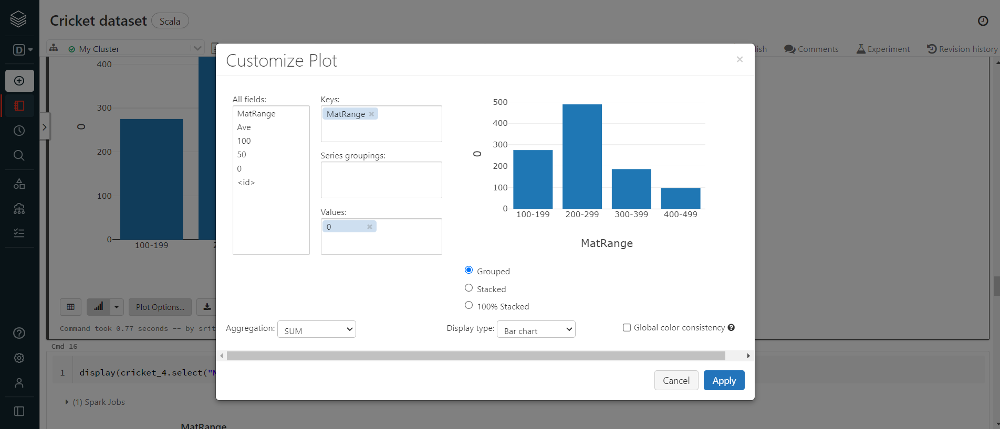 Cricket dataset
Scala
D
My Cluster
Comments
Experiment
Revision history
400
300
200
100
0
0
100-199
Plot Options...
Command took 0.77 seconds -- by
Cmd 16
1
display(cricket_4.select("
(1) Spark Jobs
MatRange
Customize Plot
×
All fields:
MatRange
Ave
100
50
0
<id>
Keys:
MatRange
Series groupings:
Values:
0
500
400
300
200
100
0
0
100-199 200-299 300-399 400-499
MatRange
Grouped
Stacked
100% Stacked
Aggregation: SUM
Display type: Bar chart
Global color consistency
Cancel
Apply